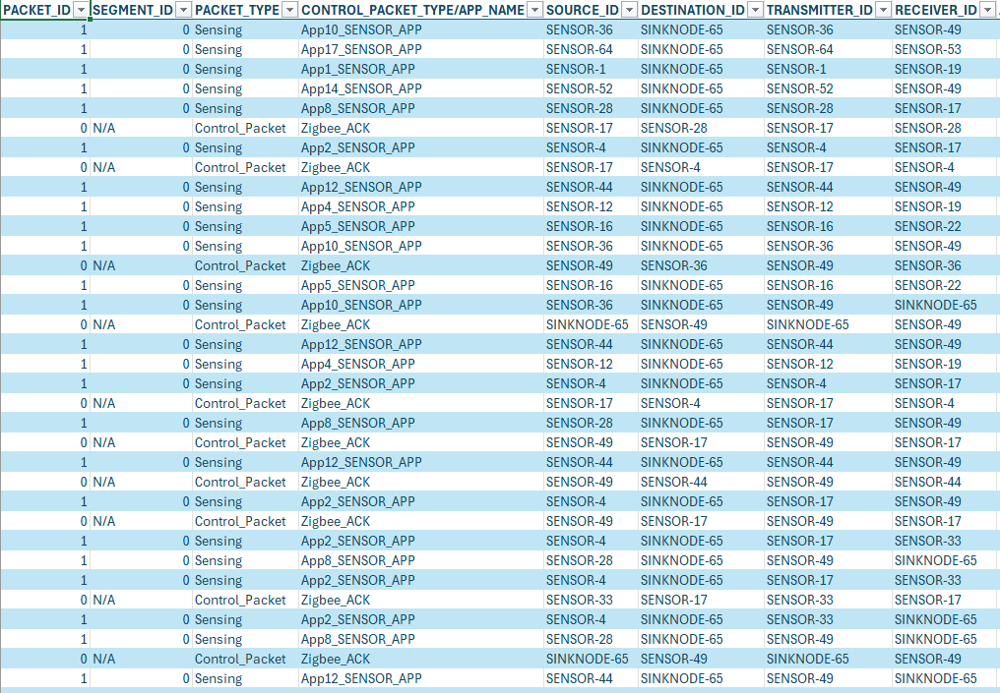 PACKET_ID SEGMENT_ID PACKET_TYPE CONTROL_PACKET_TYPE/APP_NAME SOURCE_ID DESTINATION_ID TRANSMITTER_ID RECEIVER_ID
1 0 Sensing App10_SENSOR_APP SENSOR-36 SINKNODE-65 SENSOR-36 SENSOR-49
1 0 Sensing App17_SENSOR_APP SENSOR-64 SINKNODE-65 SENSOR-64 SENSOR-53
1 0 Sensing App1_SENSOR_APP SENSOR-1 SINKNODE-65 SENSOR-1 SENSOR-19
1 0 Sensing App14_SENSOR_APP SENSOR-52 SINKNODE-65 SENSOR-52 SENSOR-49
1 0 Sensing App8_SENSOR_APP SENSOR-28 SINKNODE-65 SENSOR-28 SENSOR-17
0 N/A Control_Packet Zigbee_ACK SENSOR-17 SENSOR-28 SENSOR-17 SENSOR-28
1 0 Sensing App2_SENSOR_APP SENSOR-4 SINKNODE-65 SENSOR-4 SENSOR-17
0 N/A Control_Packet Zigbee_ACK SENSOR-17 SENSOR-4 SENSOR-17 SENSOR-4
1 0 Sensing App12_SENSOR_APP SENSOR-44 SINKNODE-65 SENSOR-44 SENSOR-49
1 0 Sensing App4_SENSOR_APP SENSOR-12 SINKNODE-65 SENSOR-12 SENSOR-19
1 0 Sensing App5_SENSOR_APP SENSOR-16 SINKNODE-65 SENSOR-16 SENSOR-22
1 0 Sensing App10_SENSOR_APP SENSOR-36 SINKNODE-65 SENSOR-36 SENSOR-49
0 N/A Control_Packet Zigbee_ACK SENSOR-49 SENSOR-36 SENSOR-49 SENSOR-36
1 0 Sensing App5_SENSOR_APP SENSOR-16 SINKNODE-65 SENSOR-16 SENSOR-22
1 0 Sensing App10_SENSOR_APP SENSOR-36 SINKNODE-65 SENSOR-49 SINKNODE-65
0 N/A Control_Packet Zigbee_ACK SINKNODE-65 SENSOR-49 SINKNODE-65 SENSOR-49
1 0 Sensing App12_SENSOR_APP SENSOR-44 SINKNODE-65 SENSOR-44 SENSOR-49
1 0 Sensing App4_SENSOR_APP SENSOR-12 SINKNODE-65 SENSOR-12 SENSOR-19
1 0 Sensing App2_SENSOR_APP SENSOR-4 SINKNODE-65 SENSOR-4 SENSOR-17
0 N/A Control_Packet Zigbee_ACK SENSOR-17 SENSOR-4 SENSOR-17 SENSOR-4
1 0 Sensing App8_SENSOR_APP SENSOR-28 SINKNODE-65 SENSOR-17 SENSOR-49
0 N/A Control_Packet Zigbee_ACK SENSOR-49 SENSOR-17 SENSOR-49 SENSOR-17
1 0 Sensing App12_SENSOR_APP SENSOR-44 SINKNODE-65 SENSOR-44 SENSOR-49
0 N/A Control_Packet Zigbee_ACK SENSOR-49 SENSOR-44 SENSOR-49 SENSOR-44
1 0 Sensing App2_SENSOR_APP SENSOR-4 SINKNODE-65 SENSOR-17 SENSOR-49
0 N/A Control_Packet Zigbee_ACK SENSOR-49 SENSOR-17 SENSOR-49 SENSOR-17
1 0 Sensing App2_SENSOR_APP SENSOR-4 SINKNODE-65 SENSOR-17 SENSOR-33
1 0 Sensing App8_SENSOR_APP SENSOR-28 SINKNODE-65 SENSOR-49 SINKNODE-65
1 0 Sensing App2_SENSOR_APP SENSOR-4 SINKNODE-65 SENSOR-17 SENSOR-33
0 N/A Control_Packet Zigbee_ACK SENSOR-33 SENSOR-17 SENSOR-33 SENSOR-17
1 0 Sensing App2_SENSOR_APP SENSOR-4 SINKNODE-65 SENSOR-33 SINKNODE-65
1 0 Sensing App8_SENSOR_APP SENSOR-28 SINKNODE-65 SENSOR-49 SINKNODE-65
0 N/A Control_Packet Zigbee_ACK SINKNODE-65 SENSOR-49 SINKNODE-65 SENSOR-49
1 0 Sensing App12_SENSOR_APP SENSOR-44 SINKNODE-65 SENSOR-49 SINKNODE-65